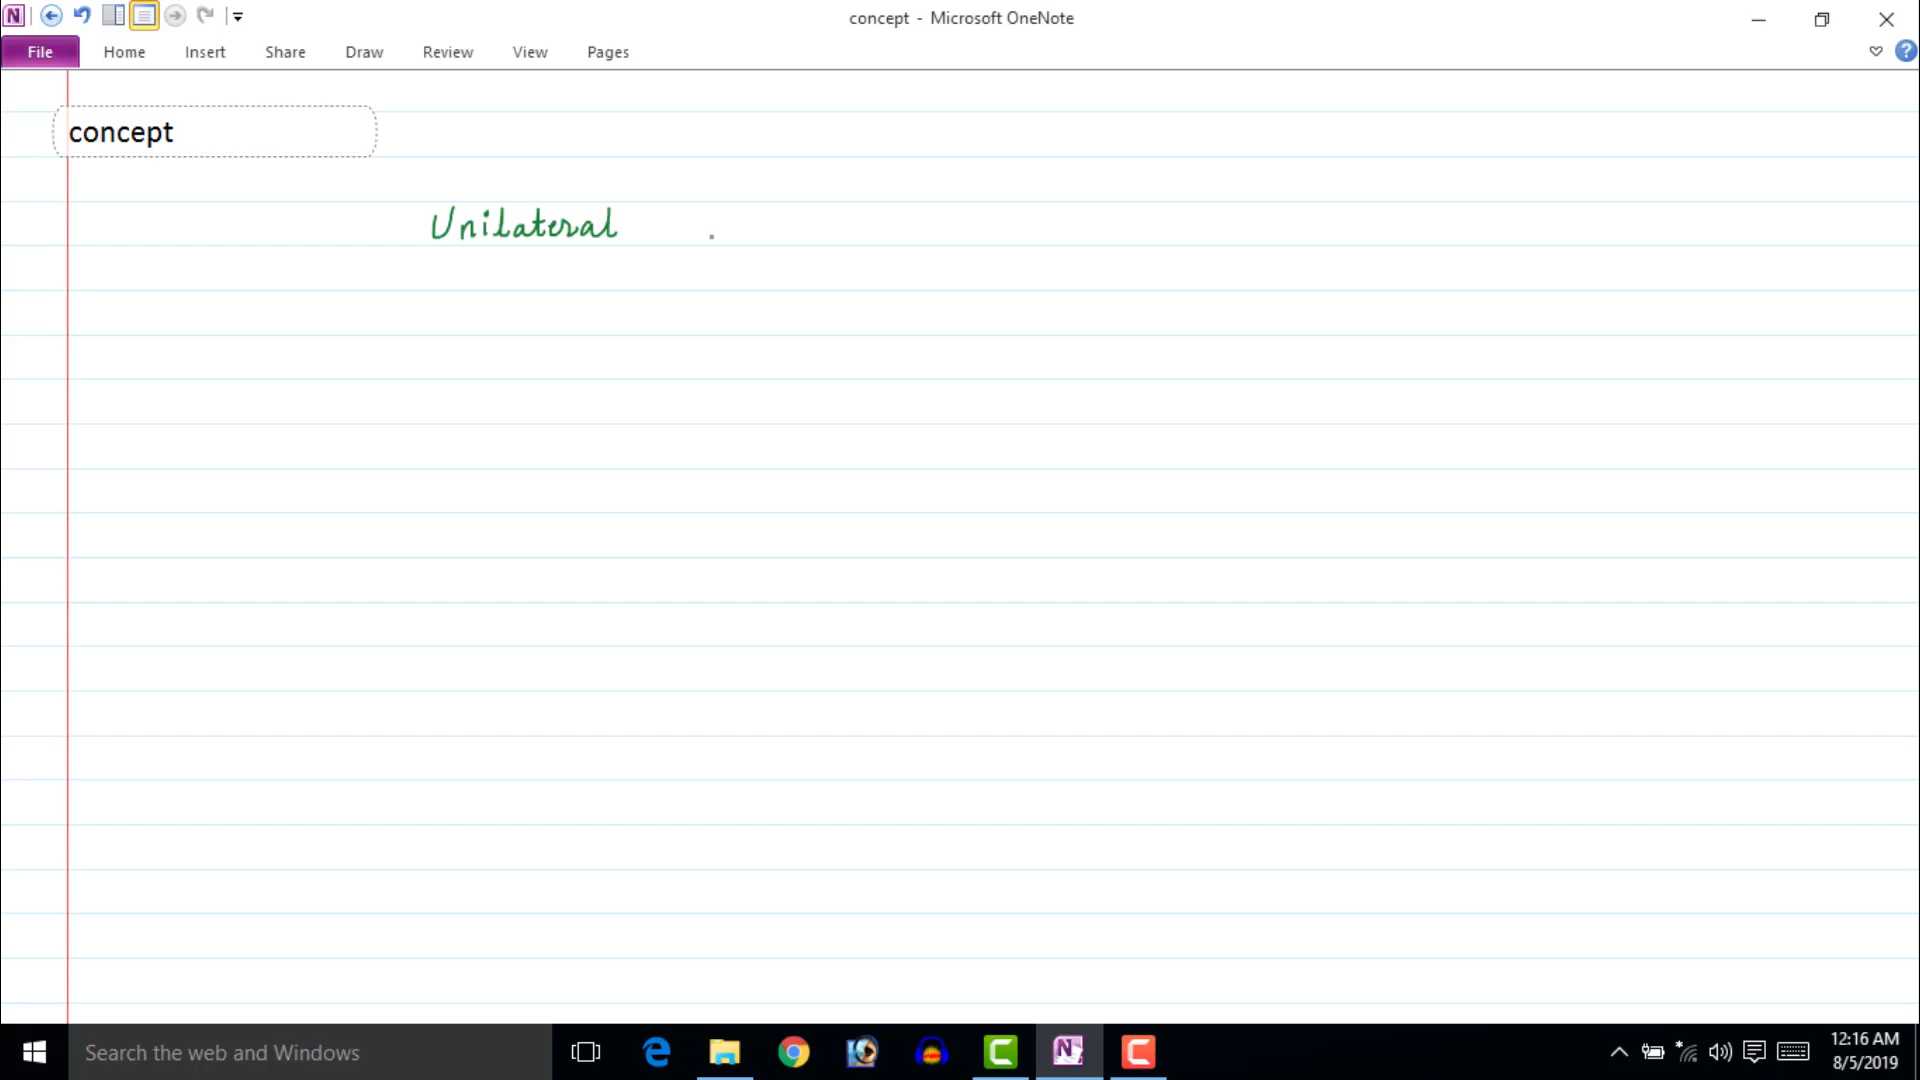 concept - Microsoft OneNote
File Home Insert Share Draw Review View Pages
concept
Unilateral
Search the web and Windows
12:16 AM
8/5/2019